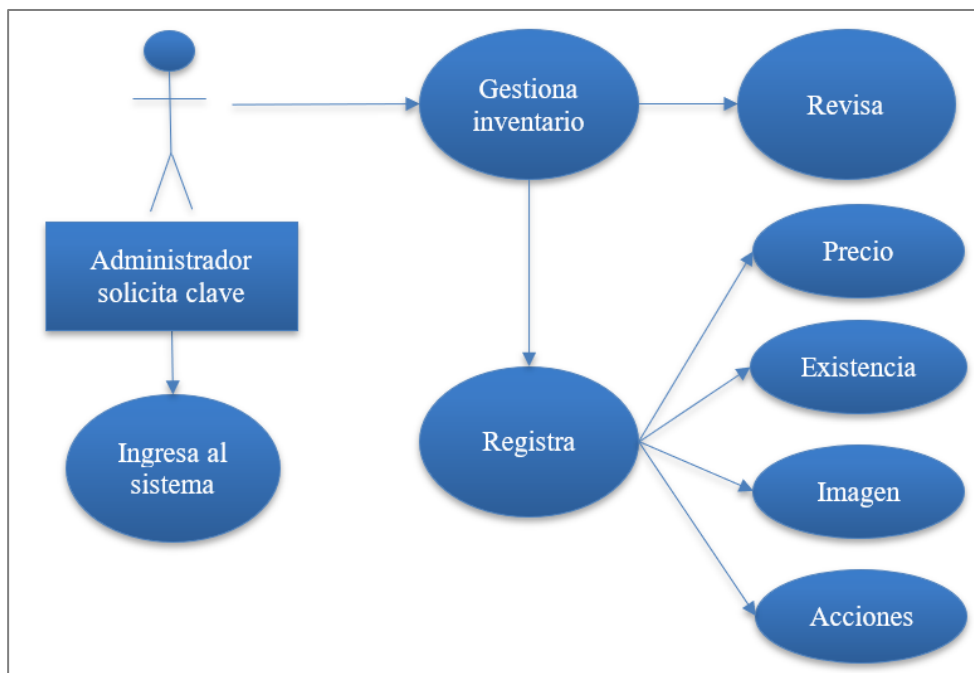 Gestiona
inventario
Revisa
Administrador
solicita clave
Precio
Existencia
Ingresa al
sistema
Registra
Imagen
Acciones